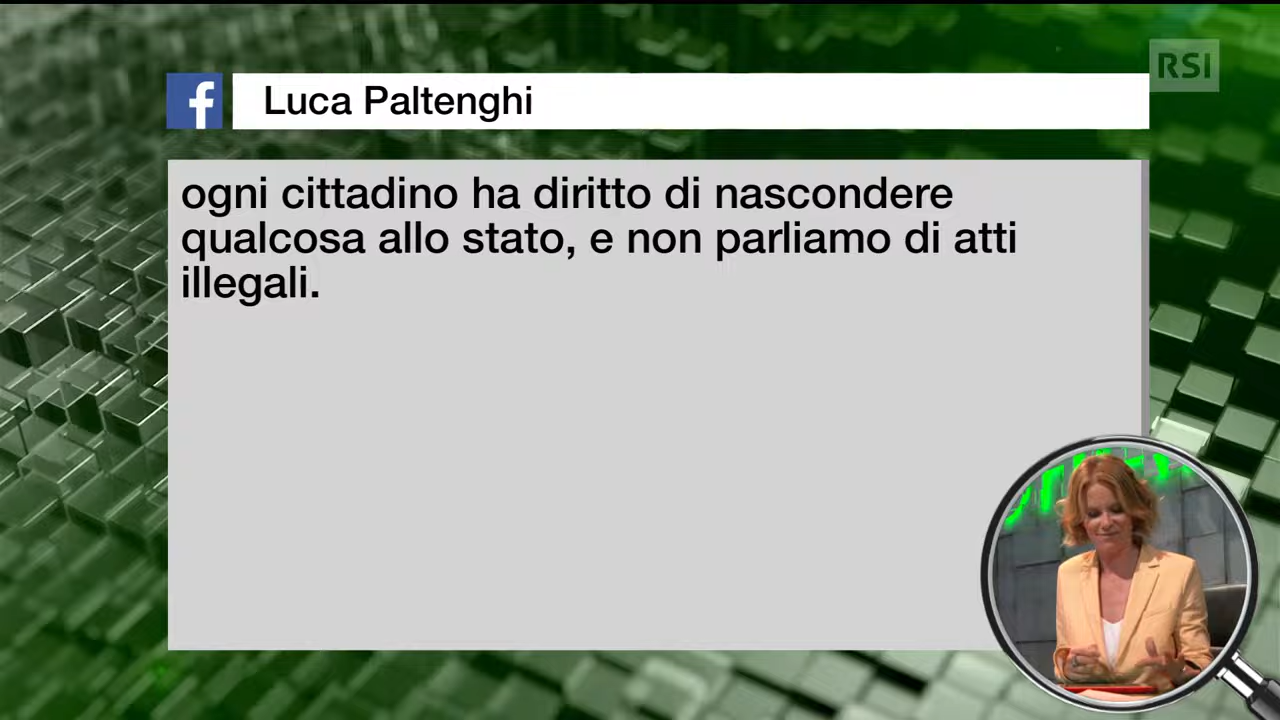 RSI
f Luca Paltenghi
ogni cittadino ha diritto di nascondere
qualcosa allo stato, e non parliamo di atti
illegali.